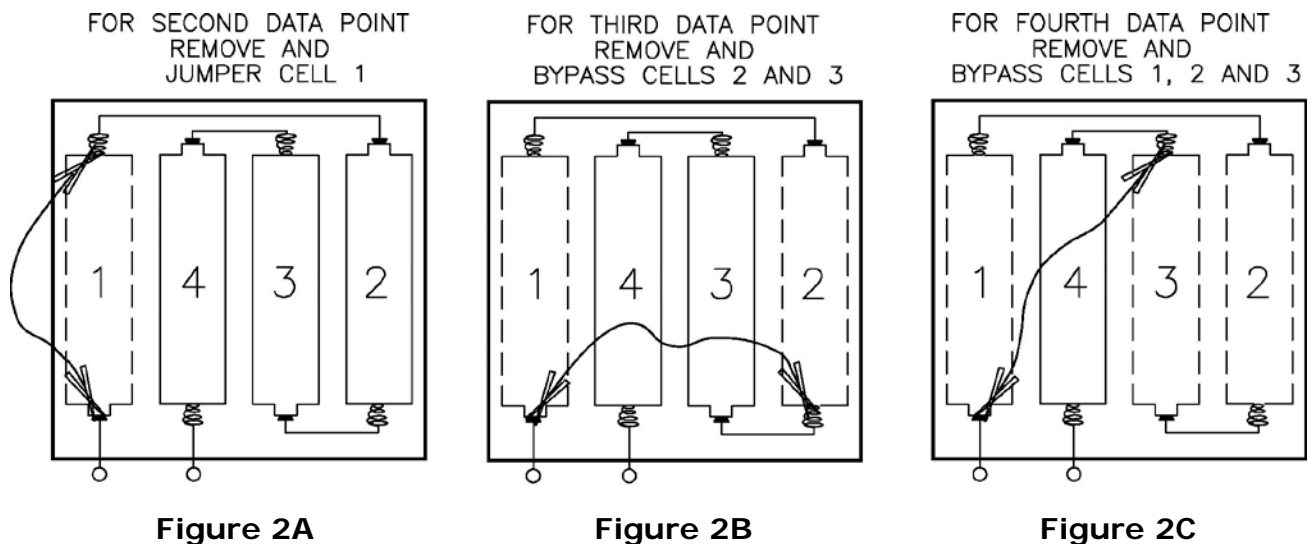 FOR SECOND DATA POINT
REMOVE AND
JUMPER CELL 1
1
4
3
2
Figure 2A
FOR THIRD DATA POINT
REMOVE AND
BYPASS CELLS 2 AND 3
1
4
3
2
Figure 2B
FOR FOURTH DATA POINT
REMOVE AND
BYPASS CELLS 1, 2 AND 3
1
4
3
2
Figure 2C